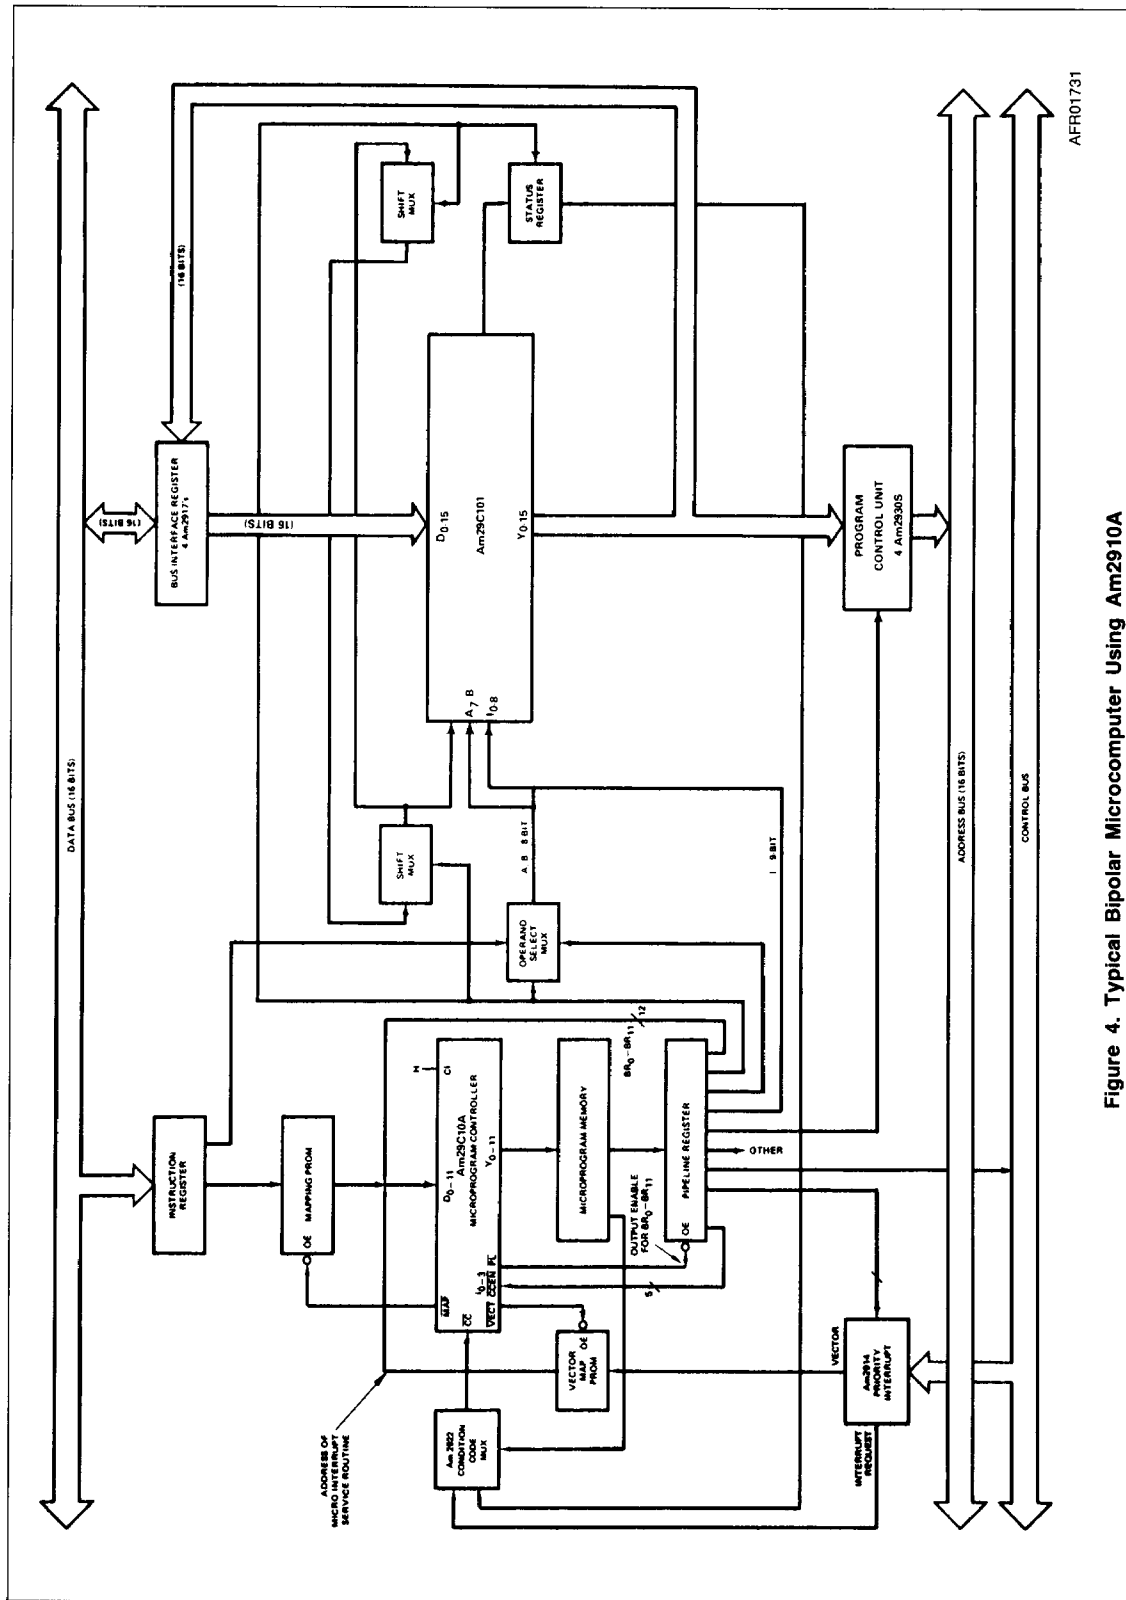 DATA BUS (16 BITS)
(16 BITS)
(16 BITS)
INSTRUCTION
REGISTER
BUS INTERFACE REGISTER
4 Am2917's
OE MAPPING PROM
(15 BITS)
SHIFT
MUX
SHIFT
MUX
ADDRESS OF
MICRO INTERRUPT
SERVICE ROUTINE
Am 2922
CONDITION
CODE
MUX
MAP
CC
D0-11
Am29C10A
MICROPROGRAM CONTROLLER
H
CI
VECT CCEN PL
I0-3
Y0-11
OPERAND
SELECT
MUX
A B 8 BIT
D0-15
Am29C101
A7 B
I0-8
Y0-15
STATUS
REGISTER
VECTOR
MAP
PROM
OE
MICROPROGRAM MEMORY
BR0-BR11
12
OUTPUT ENABLE
FOR BR0-BR11
5
OE PIPELINE REGISTER
OTHER
I 9 BIT
VECTOR
Am2914
PRIORITY
INTERRUPT
INTERRUPT
REQUEST
PROGRAM
CONTROL UNIT
4 Am2930S
ADDRESS BUS (16 BITS)
CONTROL BUS
AFR01731
Figure 4. Typical Bipolar Microcomputer Using Am2910A